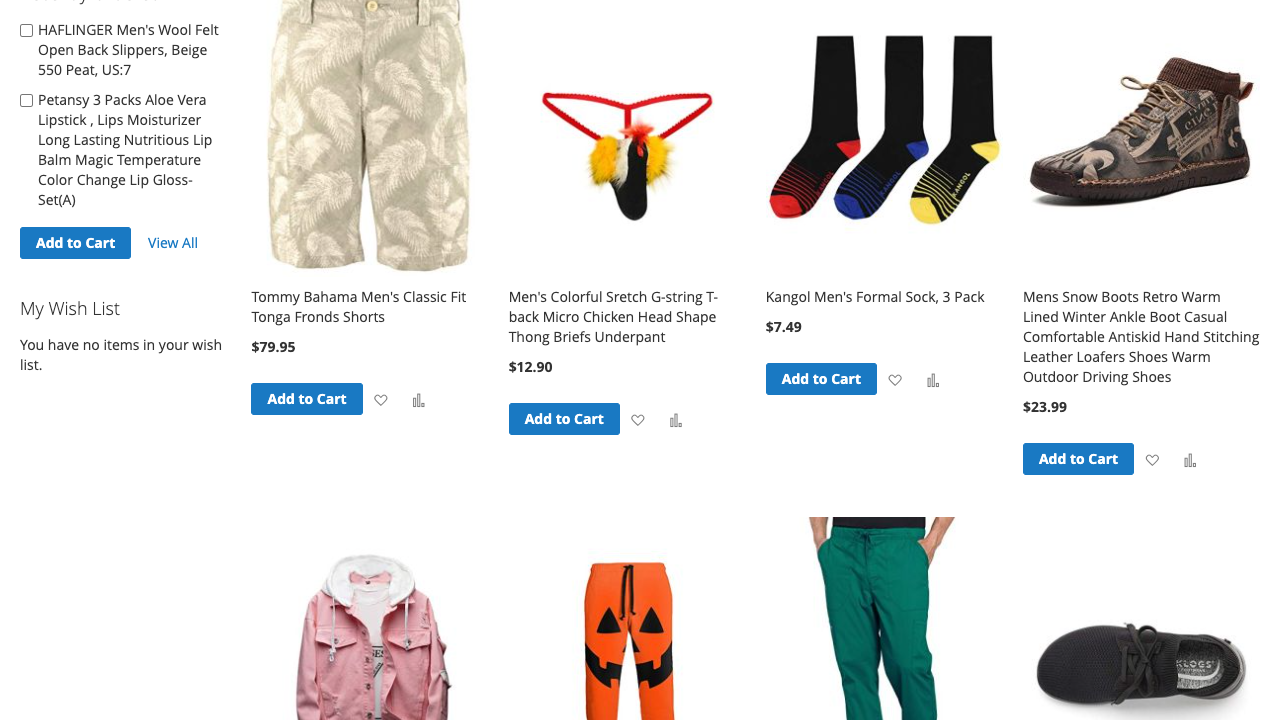 HAFLINGER Men's Wool Felt
Open Back Slippers, Beige
550 Peat, US:7
Petansy 3 Packs Aloe Vera
Lipstick , Lips Moisturizer
Long Lasting Nutritious Lip
Balm Magic Temperature
Color Change Lip Gloss-
Set(A)
Add to Cart
View All
My Wish List
You have no items in your wish
list.
Tommy Bahama Men's Classic Fit
Tonga Fronds Shorts
$79.95
Add to Cart
Men's Colorful Sretch G-string T-
back Micro Chicken Head Shape
Thong Briefs Underpant
$12.90
Add to Cart
KANGOL
KANGOL
KANGOL
Kangol Men's Formal Sock, 3 Pack
$7.49
Add to Cart
Mens Snow Boots Retro Warm
Lined Winter Ankle Boot Casual
Comfortable Antiskid Hand Stitching
Leather Loafers Shoes Warm
Outdoor Driving Shoes
$23.99
Add to Cart
KLOGS